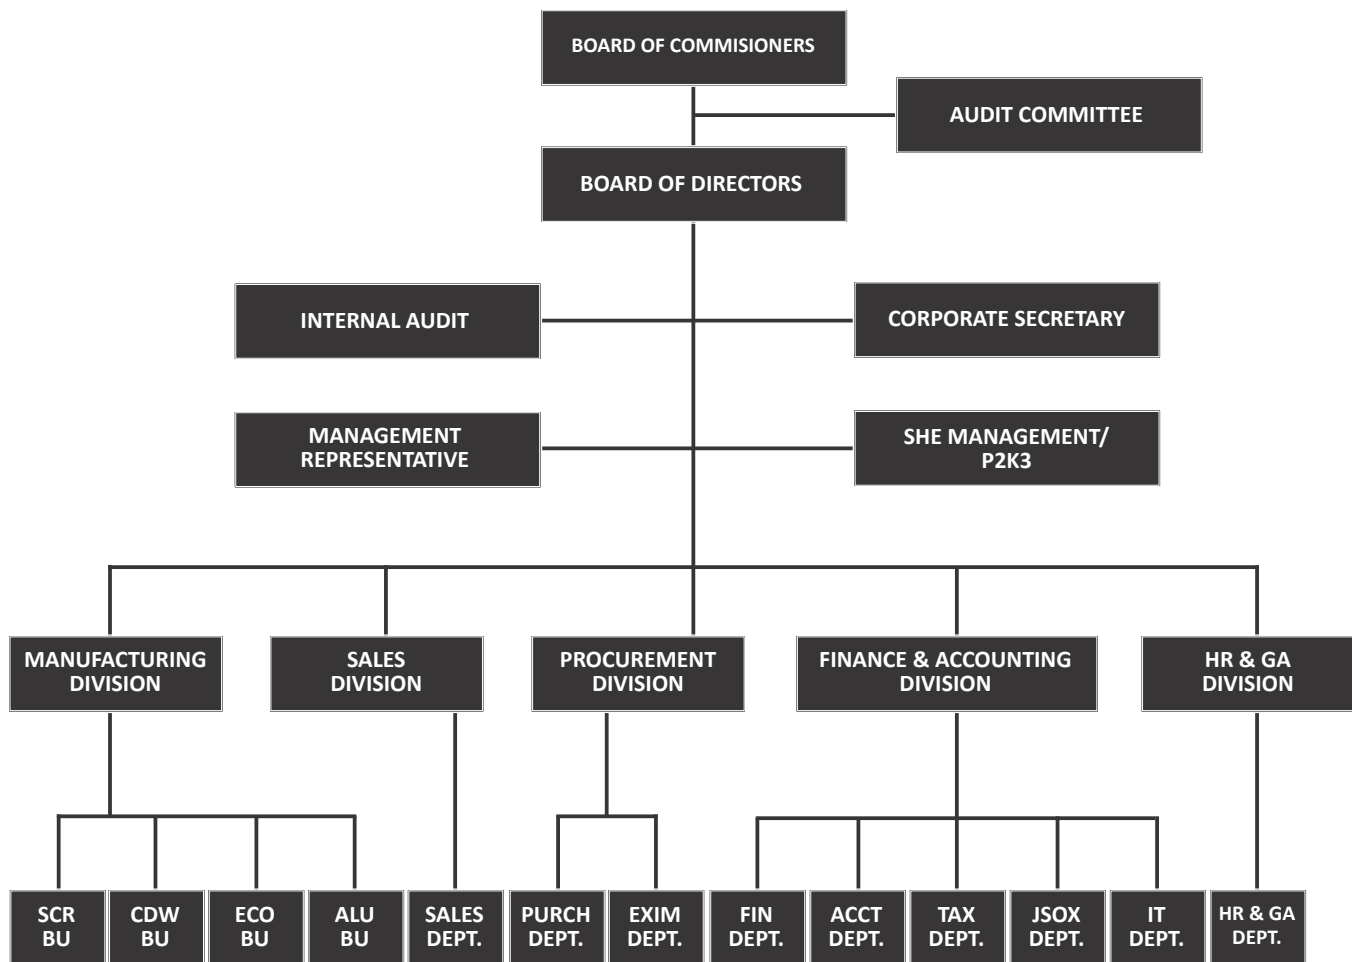 BOARD OF COMMISIONERS
AUDIT COMMITTEE
BOARD OF DIRECTORS
INTERNAL AUDIT
CORPORATE SECRETARY
MANAGEMENT
REPRESENTATIVE
SHE MANAGEMENT/
P2K3
MANUFACTURING
DIVISION
SALES
DIVISION
PROCUREMENT
DIVISION
FINANCE & ACCOUNTING
DIVISION
HR & GA
DIVISION
SCR
BU
CDW
BU
ECO
BU
ALU
BU
SALES
DEPT.
PURCH
DEPT.
EXIM
DEPT.
FIN
DEPT.
ACCT
DEPT.
TAX
DEPT.
JSOX
DEPT.
IT
DEPT.
HR & GA
DEPT.